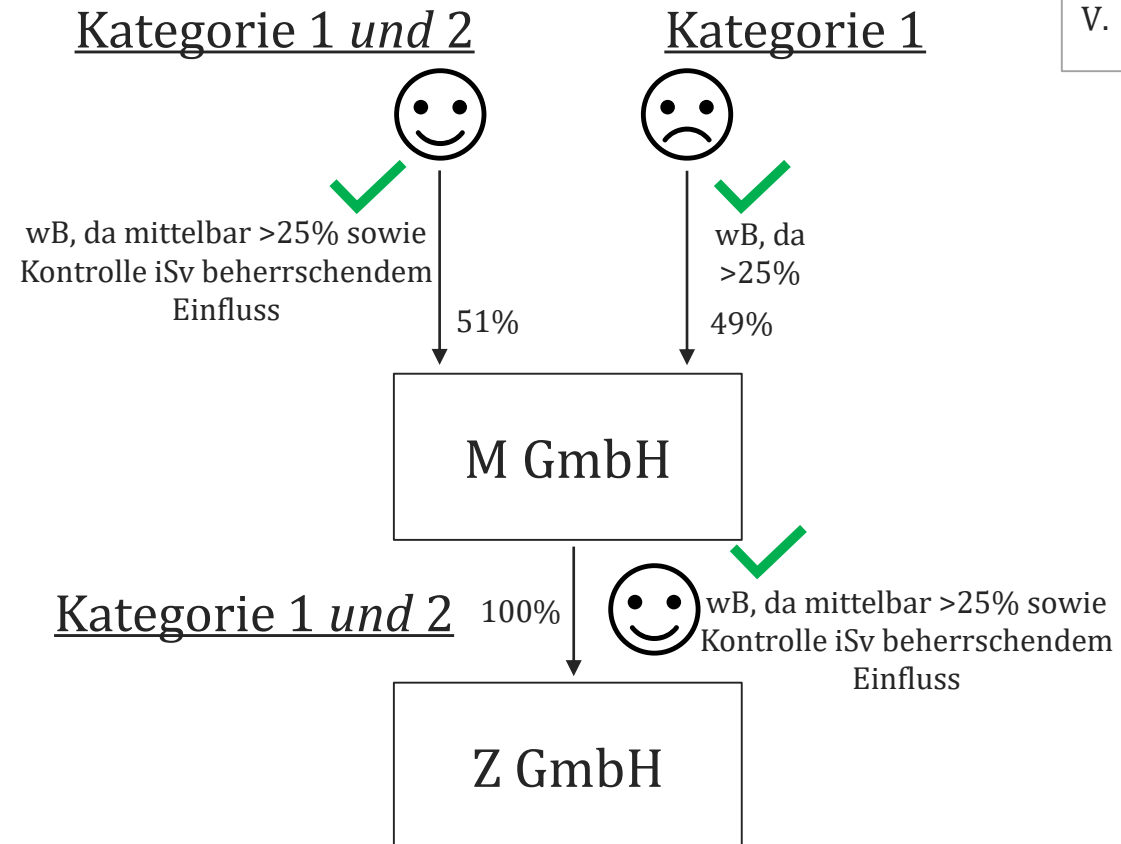 Kategorie 1 und 2
Kategorie 1
V.
wB, da mittelbar >25% sowie
Kontrolle iSv beherrschendem
Einfluss
wB, da
>25%
51%
49%
M GmbH
Kategorie 1 und 2
100%
wB, da mittelbar >25% sowie
Kontrolle iSv beherrschendem
Einfluss
Z GmbH